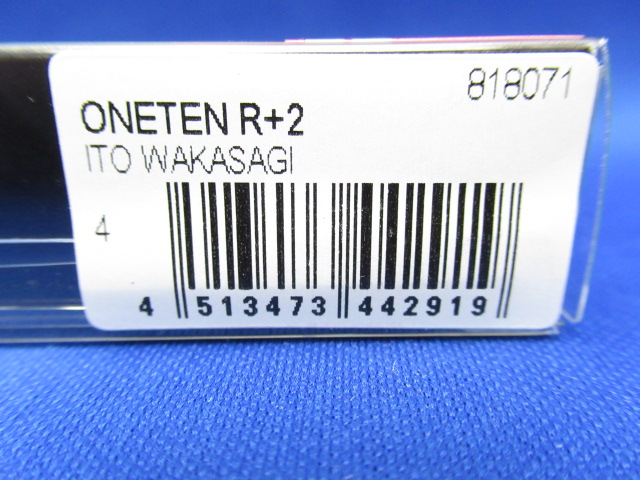 818071
ONETEN R+2
ITO WAKASAGI
4
4 513473 442919